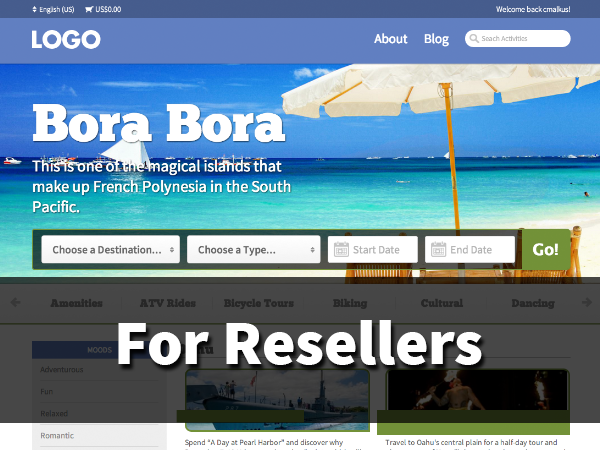 English (US)
US$0.00
Welcome back cmalkus!
LOGO
About
Blog
Search Activities
Bora Bora
This is one of the magical islands that
make up French Polynesia in the South
Pacific.
Choose a Destination...
Choose a Type...
Start Date
End Date
Go!
Amenities
ATV Rides
Bicycle Tours
Biking
Cultural
Dancing
For Resellers
MOODS
Adventurous
Fun
Relaxed
Romantic
Spend “A Day at Pearl Harbor” and discover why
Travel to Oahu's central plain for a half-day tour and